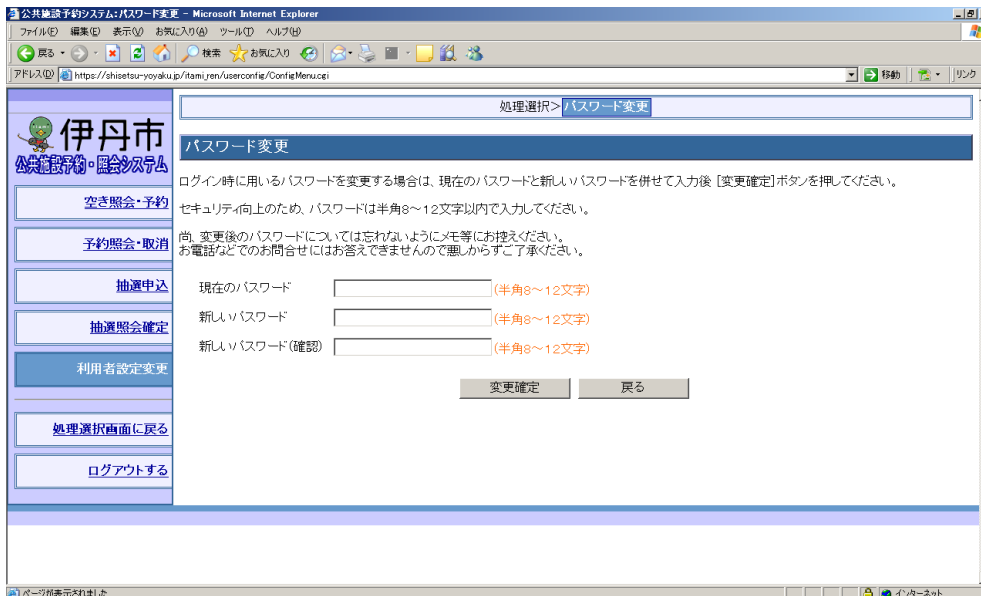 公共施設予約システム:パスワード変更 - Microsoft Internet Explorer
ファイル(F) 編集(E) 表示(V) お気に入り(A) ツール(T) ヘルプ(H)
戻る 検索 お気に入り
アドレス(D) https://shisetsu-yoyaku.jp/itami_ren/userconfig/ConfigMenu.cgi 移動 リンク
処理選択>パスワード変更
伊丹市
公共施設予約・照会システム
パスワード変更
ログイン時に用いるパスワードを変更する場合は、現在のパスワードと新しいパスワードを併せて入力後 [変更確定]ボタンを押してください。
セキュリティ向上のため、パスワードは半角8～12文字以内で入力してください。
尚、変更後のパスワードについては忘れないようにメモ等にお控えください。
お電話などでのお問合せにはお答えできませんので悪しからずご了承ください。
現在のパスワード (半角8～12文字)
新しいパスワード (半角8～12文字)
新しいパスワード(確認) (半角8～12文字)
変更確定 戻る
空き照会・予約
予約照会・取消
抽選申込
抽選照会確定
利用者設定変更
処理選択画面に戻る
ログアウトする
ページが表示されました インターネット